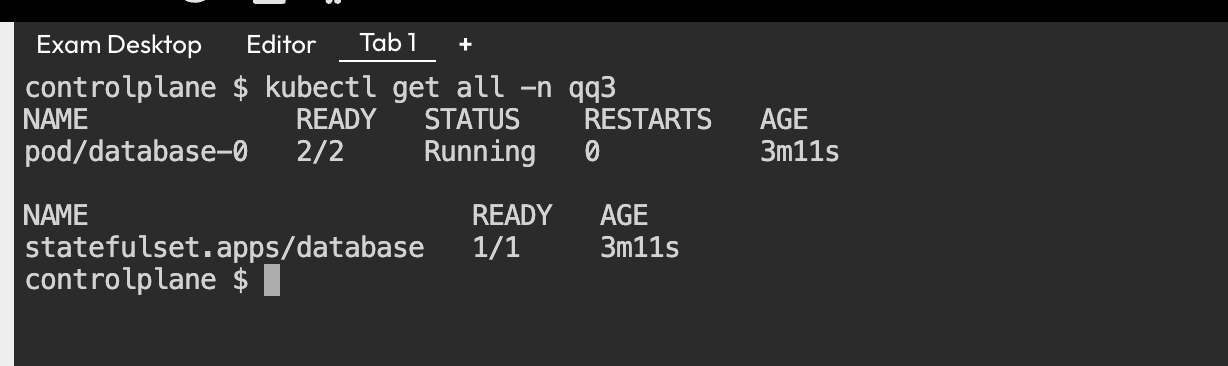 Exam Desktop Editor Tab 1 +
controlplane $ kubectl get all -n qq3
NAME READY STATUS RESTARTS AGE
pod/database-0 2/2 Running 0 3m11s
NAME READY AGE
statefulset.apps/database 1/1 3m11s
controlplane $